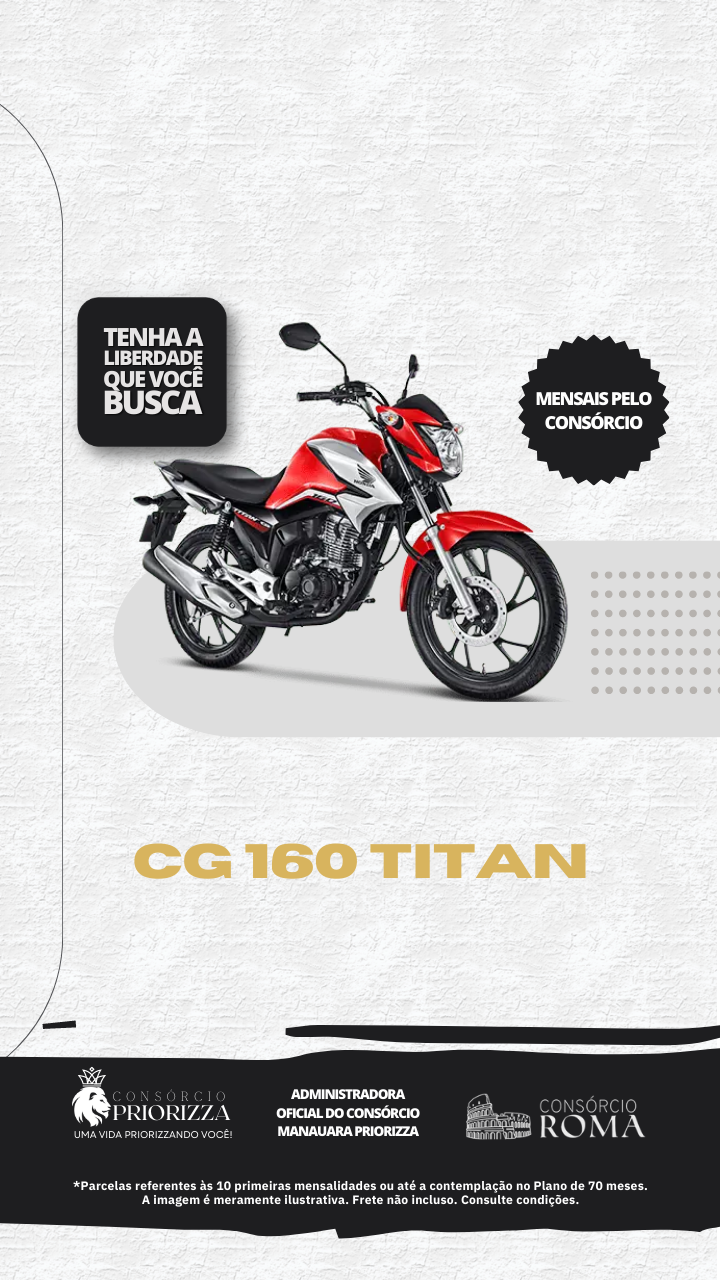 TENHA A
LIBERDADE
QUE VOCÊ
BUSCA
MENSAIS PELO
CONSÓRCIO
HONDA
160
CG 160 TITAN
CONSÓRCIO
PRIORIZZA
UMA VIDA PRIORIZZANDO VOCÊ!
ADMINISTRADORA
OFICIAL DO CONSÓRCIO
MANAUARA PRIORIZZA
CONSÓRCIO
ROMA
*Parcelas referentes às 10 primeiras mensalidades ou até a contemplação no Plano de 70 meses.
A imagem é meramente ilustrativa. Frete não incluso. Consulte condições.